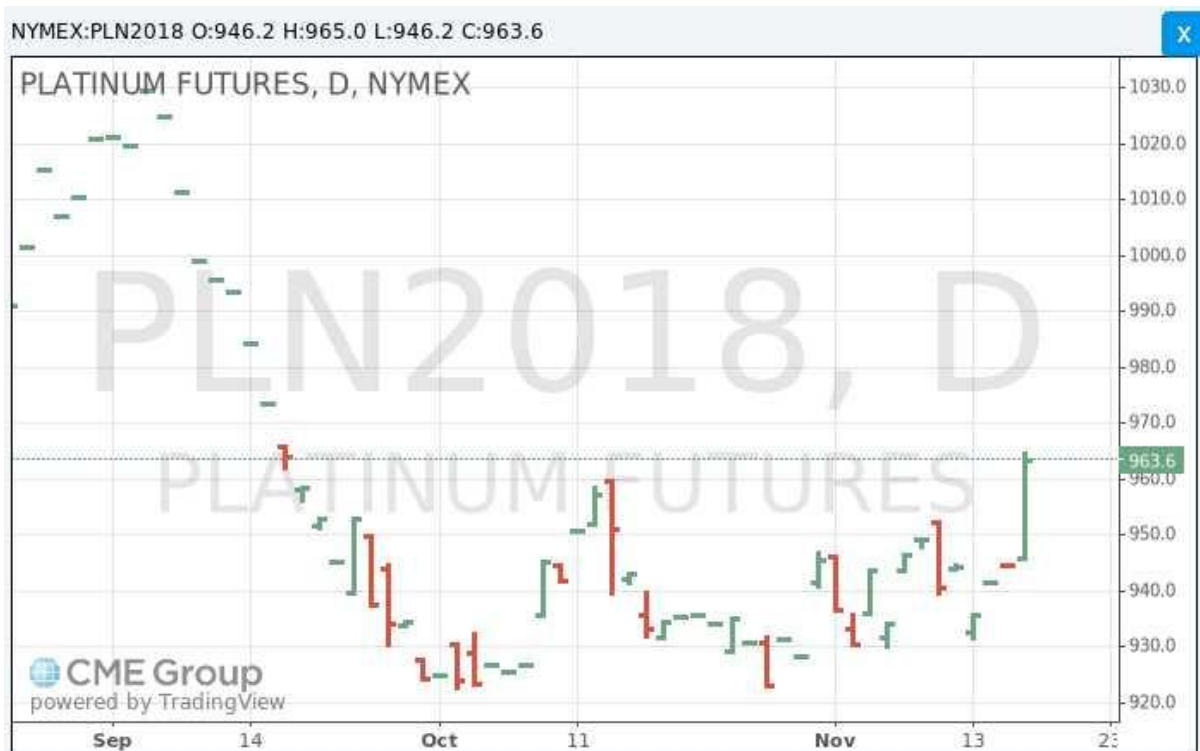 NYMEX:PLN2018 O:946.2 H:965.0 L:946.2 C:963.6
X
PLATINUM FUTURES, D, NYMEX
1030.0
1020.0
1010.0
1000.0
990.0
980.0
970.0
963.6
960.0
950.0
940.0
930.0
920.0
PLN2018, D
PLATINUM FUTURES
CME Group
powered by TradingView
Sep 14 Oct 11 Nov 13